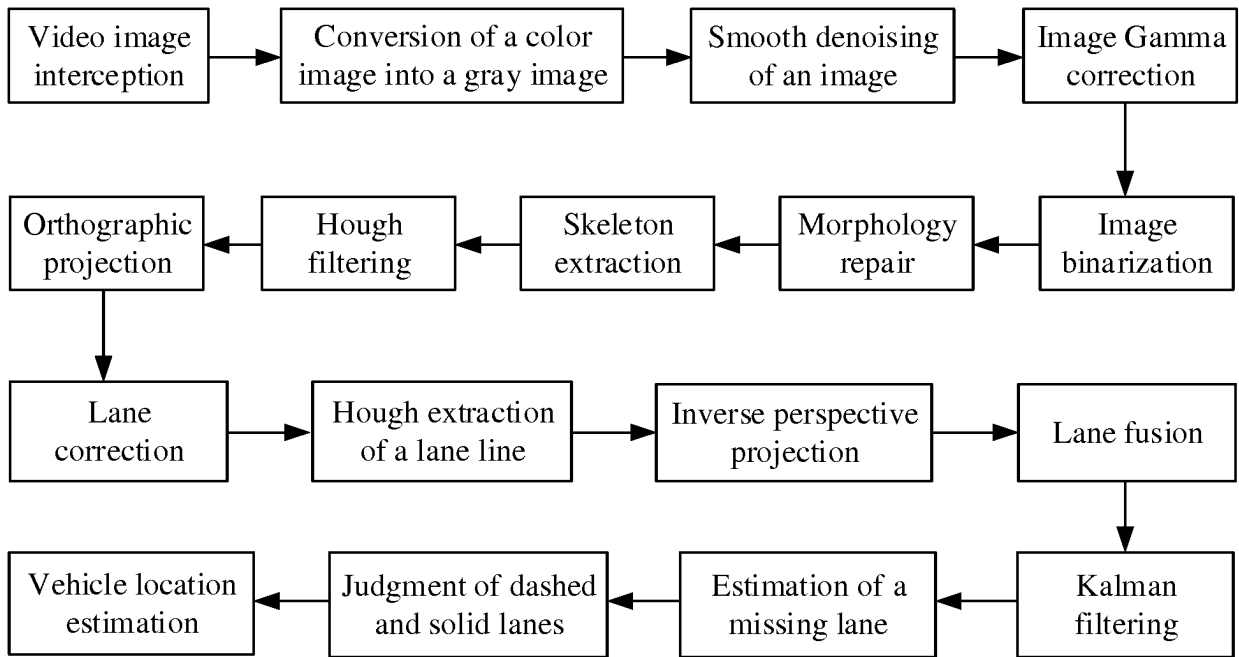 Video image
interception
Conversion of a color
image into a gray image
Smooth denoising
of an image
Image Gamma
correction
Image
binarization
Morphology
repair
Skeleton
extraction
Hough
filtering
Orthographic
projection
Lane
correction
Hough extraction
of a lane line
Inverse perspective
projection
Lane fusion
Kalman
filtering
Estimation of a
missing lane
Judgment of dashed
and solid lanes
Vehicle location
estimation